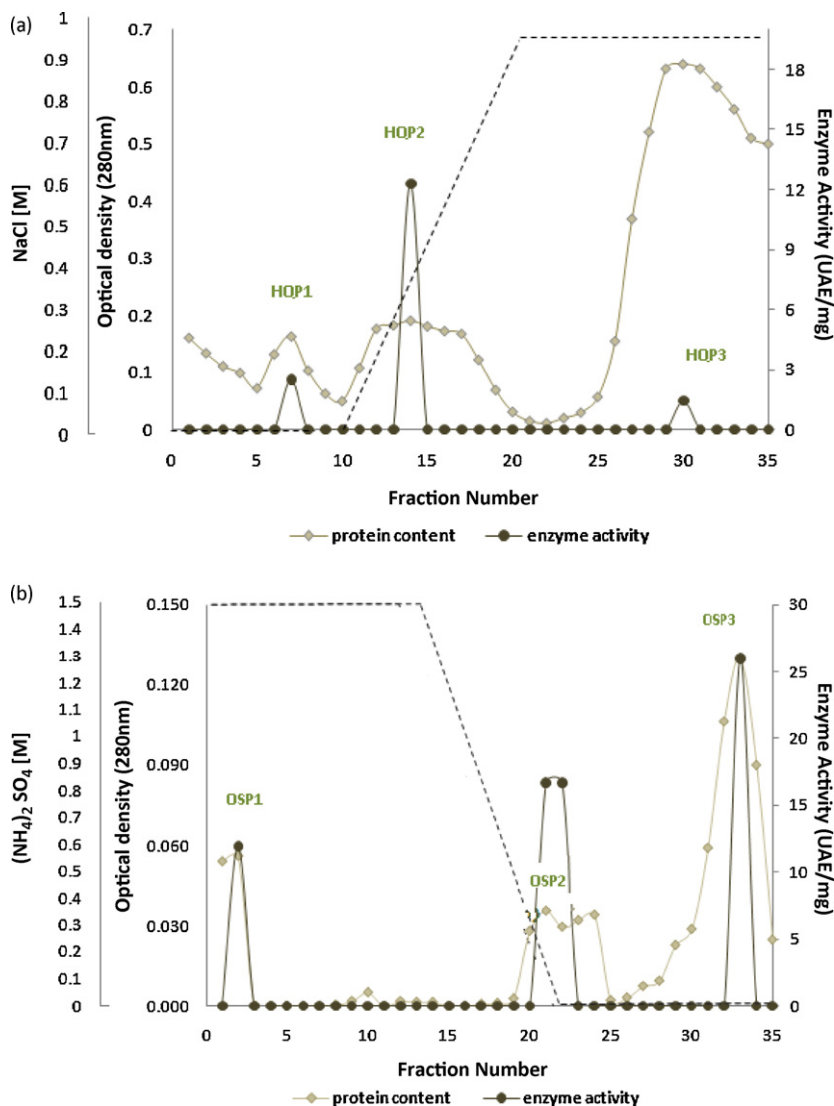 (a)
NaCl [M]
1
0.9
0.8
0.7
0.6
0.5
0.4
0.3
0.2
0.1
0
Optical density (280nm)
0.7
0.6
0.5
0.4
0.3
0.2
0.1
0
HQP1
HQP2
HQP3
18
15
12
9
6
3
0
Enzyme Activity (UAE/mg)
0 5 10 15 20 25 30 35
Fraction Number
protein content enzyme activity
(b)
(NH4)2 SO4 [M]
1.5
1.4
1.3
1.2
1.1
1
0.9
0.8
0.7
0.6
0.5
0.4
0.3
0.2
0.1
0
Optical density (280nm)
0.150
0.120
0.090
0.060
0.030
0.000
OSP1
OSP2
OSP3
30
25
20
15
10
5
0
Enzyme Activity (UAE/mg)
0 5 10 15 20 25 30 35
Fraction Number
protein content enzyme activity